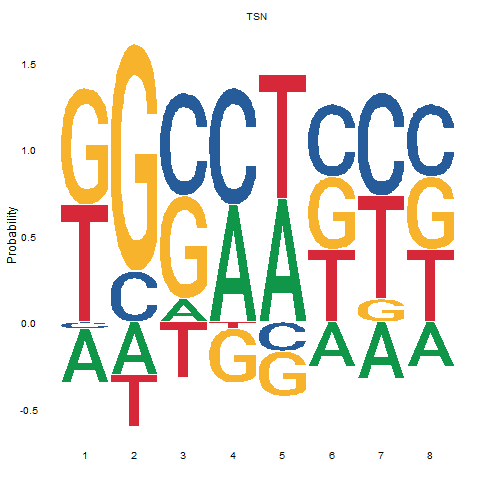 TSN
Probability
1.5
1.0
0.5
0.0
-0.5
G G C C T C C C
T C G A A G T G
C A A T C T G T
A T T G G A A A
1 2 3 4 5 6 7 8